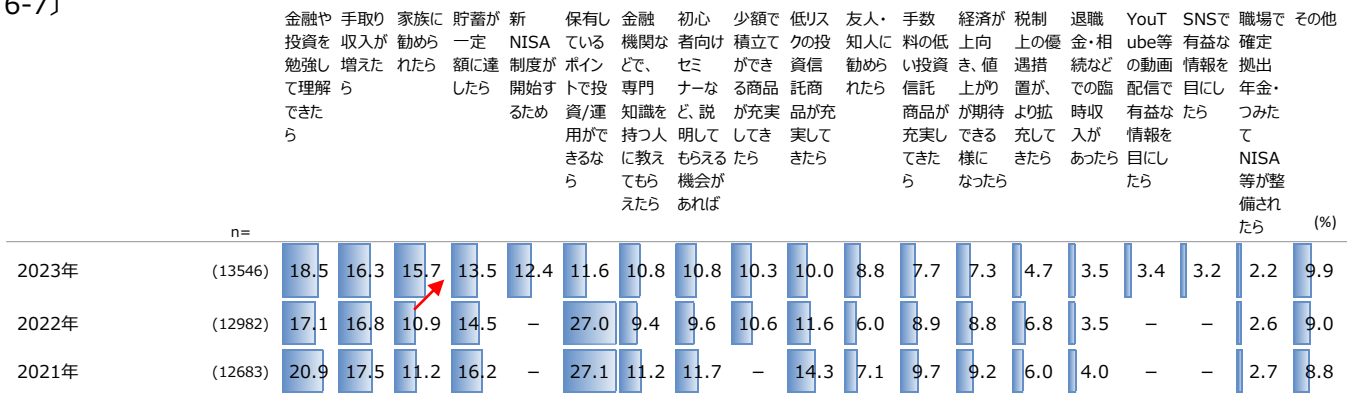 6-7〕
金融や投資を勉強して理解できたら
手取り収入が増えたら
家族に勧められたら
貯蓄が一定額に達したら
新NISA制度が開始するため
保有しているポイントで投資/運用ができるなら
金融機関などで、専門知識を持つ人に教えてもらえたら
初心者向けセミナーなど、説明してもらえる機会があれば
少額で積立てができる商品が充実してきたら
低リスクの投資信託商品が充実してきたら
友人・知人に勧められたら
手数料の低い投資信託商品が充実してきたら
経済が上向き、値上がりが期待できる様になったら
税制上の優遇措置が、より拡充してきたら
退職金・相続などでの臨時収入があったら
YouTube等の動画配信で有益な情報を目にしたら
SNSで有益な情報を目にしたら
職場で確定拠出年金・つみたてNISA等が整備されたら
その他
n=
(%)
2023年 (13546) 18.5 16.3 15.7 13.5 12.4 11.6 10.8 10.8 10.3 10.0 8.8 7.7 7.3 4.7 3.5 3.4 3.2 2.2 9.9
2022年 (12982) 17.1 16.8 10.9 14.5 – 27.0 9.4 9.6 10.6 11.6 6.0 8.9 8.8 6.8 3.5 – – 2.6 9.0
2021年 (12683) 20.9 17.5 11.2 16.2 – 27.1 11.2 11.7 – 14.3 7.1 9.7 9.2 6.0 4.0 – – 2.7 8.8